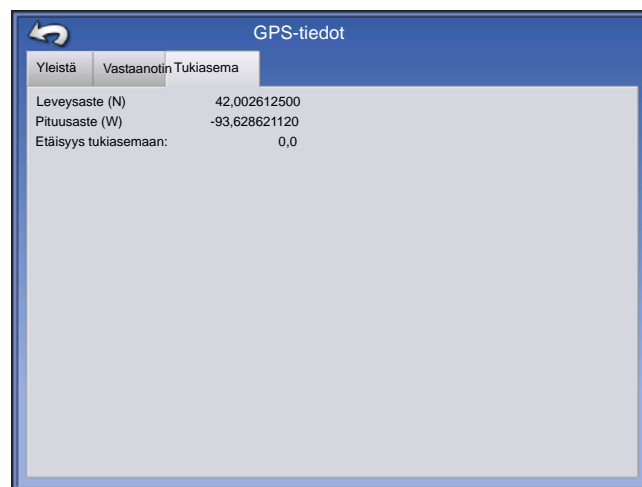 GPS-tiedot
Yleistä Vastaanotin Tukiasema
Leveysaste (N) 42,002612500
Pituusaste (W) -93,628621120
Etäisyys tukiasemaan: 0,0